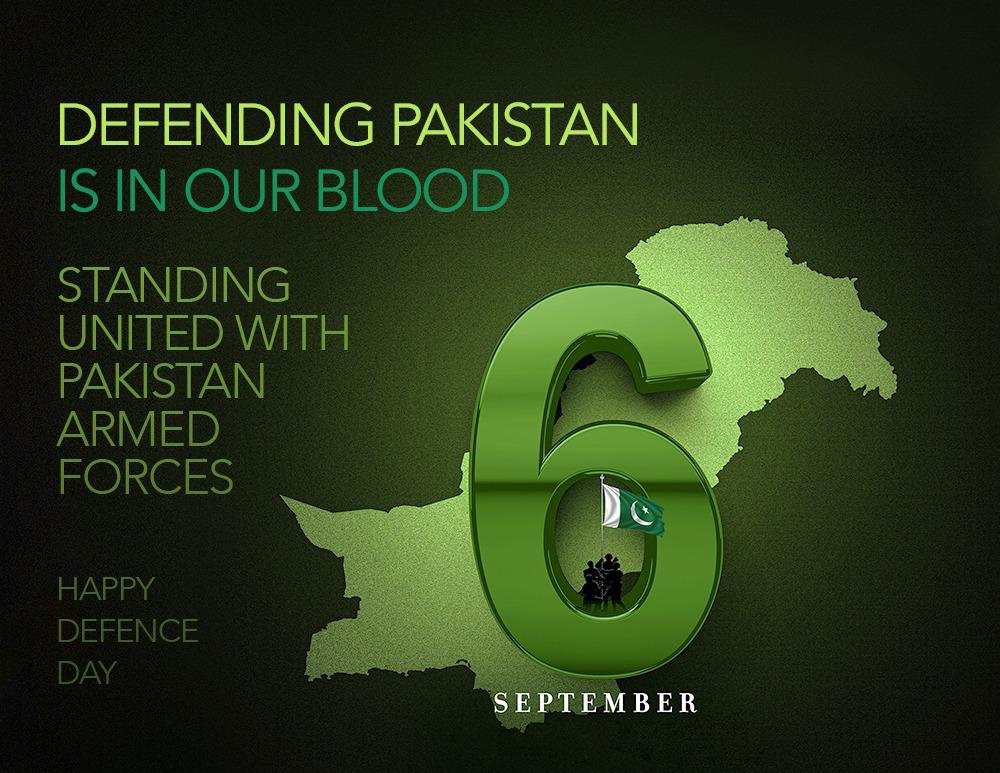 DEFENDING PAKISTAN
IS IN OUR BLOOD
STANDING
UNITED WITH
PAKISTAN
ARMED
FORCES
HAPPY
DEFENCE
DAY
6
SEPTEMBER